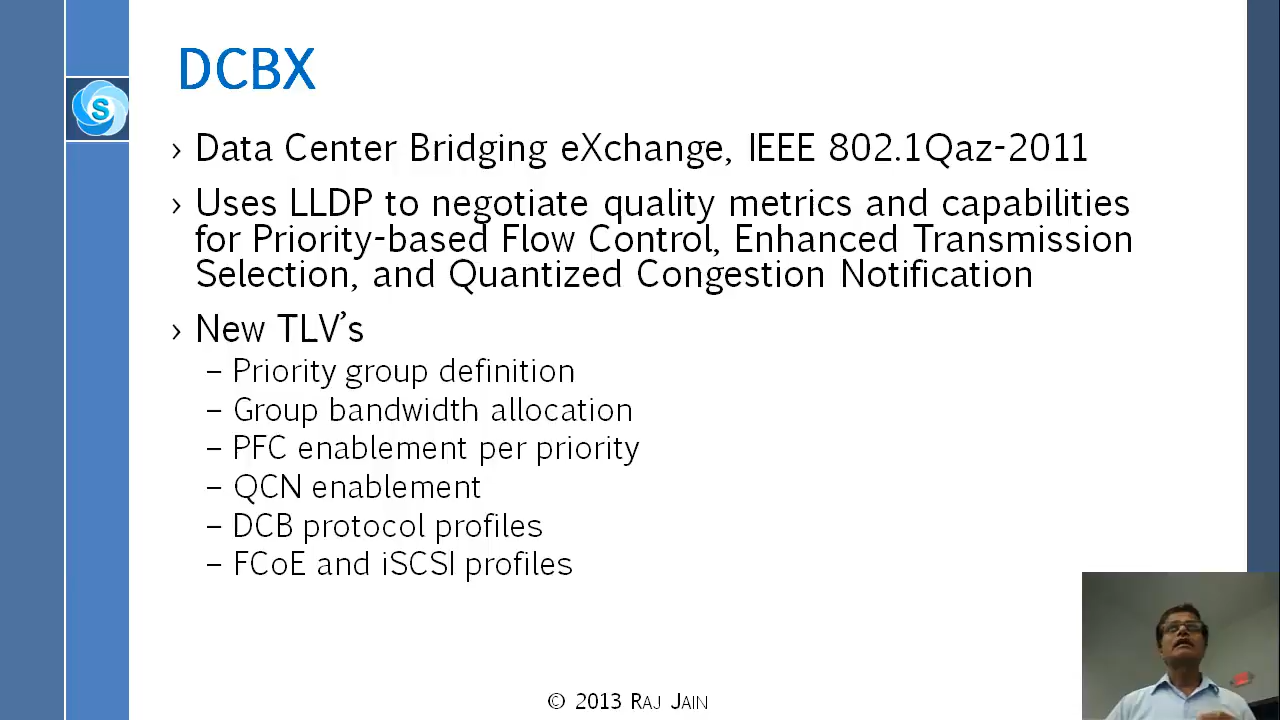 DCBX
S
› Data Center Bridging eXchange, IEEE 802.1Qaz-2011
› Uses LLDP to negotiate quality metrics and capabilities
for Priority-based Flow Control, Enhanced Transmission
Selection, and Quantized Congestion Notification
› New TLV's
– Priority group definition
– Group bandwidth allocation
– PFC enablement per priority
– QCN enablement
– DCB protocol profiles
– FCoE and iSCSI profiles
© 2013 RAJ JAIN